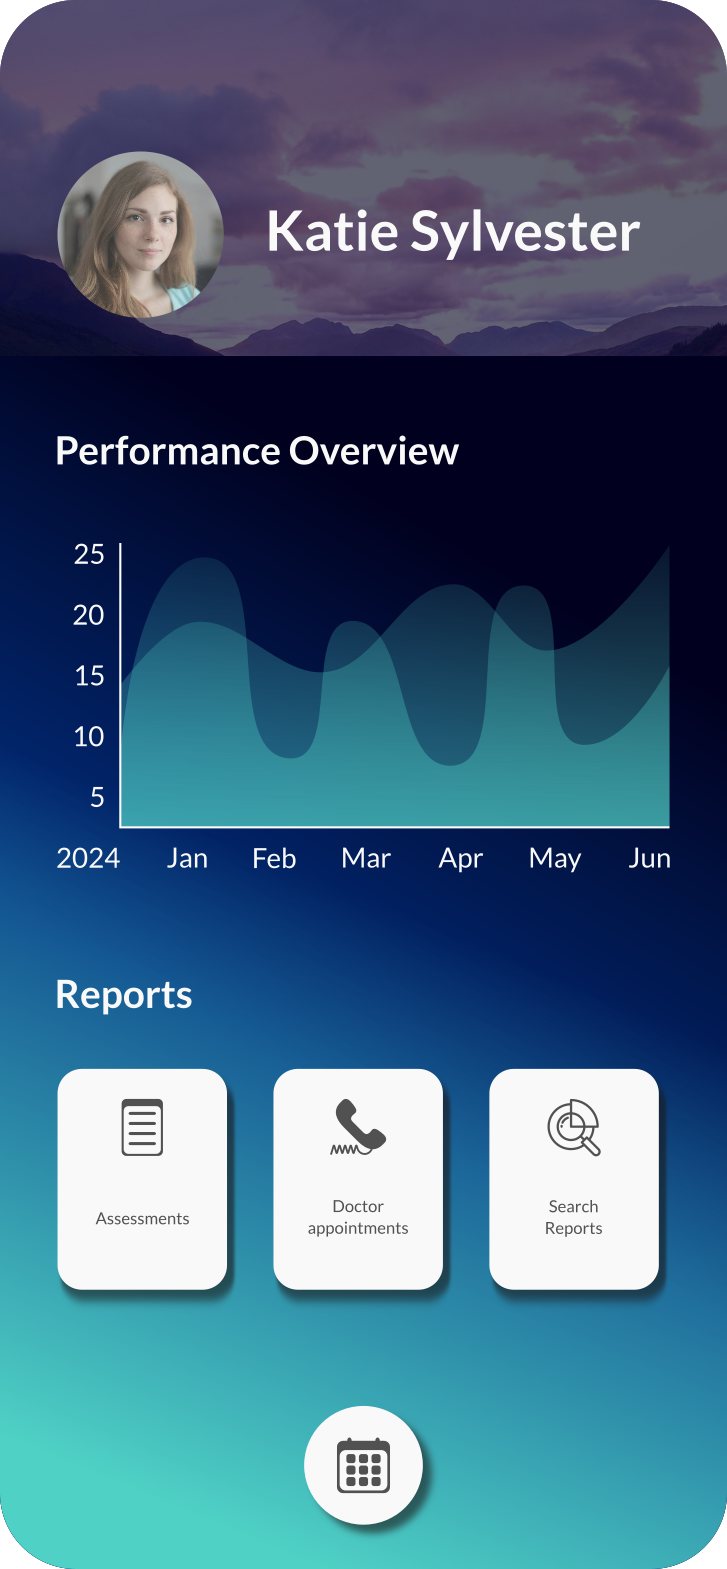 Katie Sylvester
Performance Overview
25
20
15
10
5
2024 Jan Feb Mar Apr May Jun
Reports
Assessments
Doctor
appointments
Search
Reports